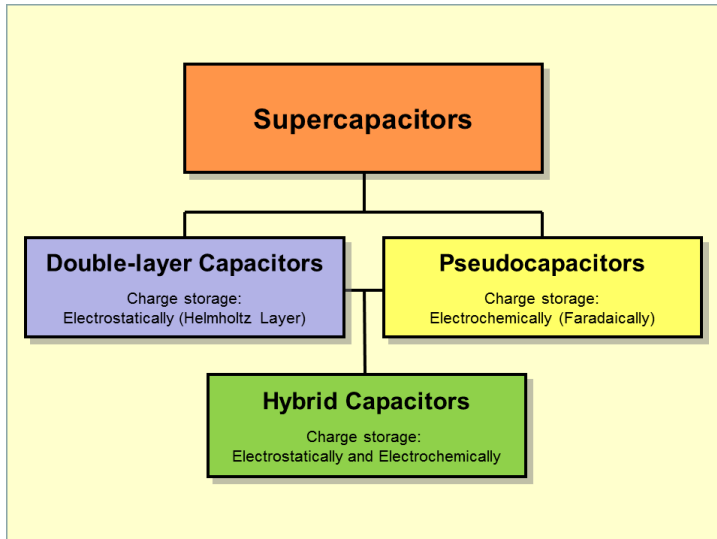 Supercapacitors
Double-layer Capacitors
Charge storage:
Electrostatically (Helmholtz Layer)
Pseudocapacitors
Charge storage:
Electrochemically (Faradaically)
Hybrid Capacitors
Charge storage:
Electrostatically and Electrochemically